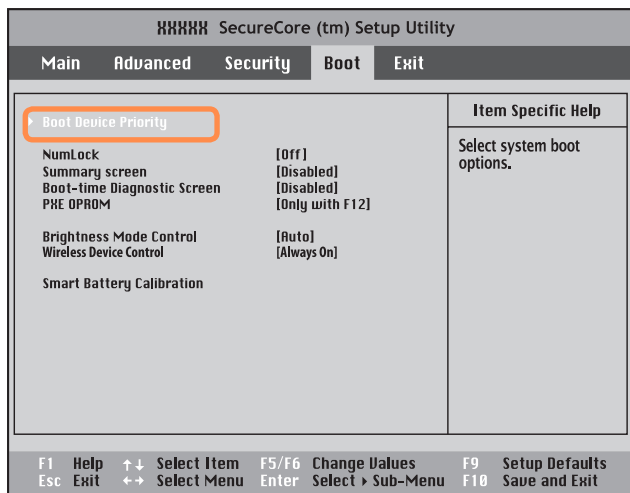 XXXXX SecureCore (tm) Setup Utility
Main Advanced Security Boot Exit
Boot Device Priority
NumLock [Off]
Summary screen [Disabled]
Boot-time Diagnostic Screen [Disabled]
PXE OPROM [Only with F12]
Brightness Mode Control [Auto]
Wireless Device Control [Always On]
Smart Battery Calibration
Item Specific Help
Select system boot
options.
F1 Help ↑↓ Select Item F5/F6 Change Values F9 Setup Defaults
Esc Exit ←→ Select Menu Enter Select ▸ Sub-Menu F10 Save and Exit